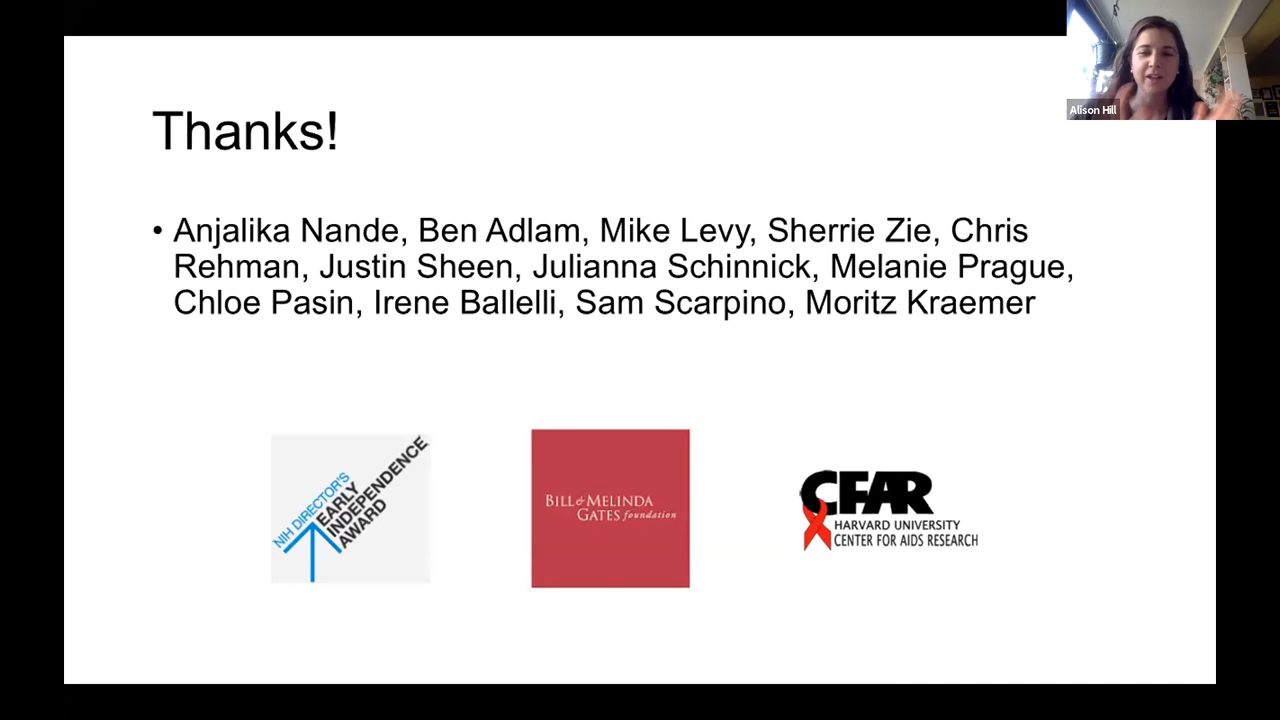 Alison Hill
Thanks!
• Anjalika Nande, Ben Adlam, Mike Levy, Sherrie Zie, Chris
Rehman, Justin Sheen, Julianna Schinnick, Melanie Prague,
Chloe Pasin, Irene Ballelli, Sam Scarpino, Moritz Kraemer
NIH DIRECTOR'S
EARLY
INDEPENDENCE
AWARD
BILL & MELINDA
GATES foundation
CFAR
HARVARD UNIVERSITY
CENTER FOR AIDS RESEARCH